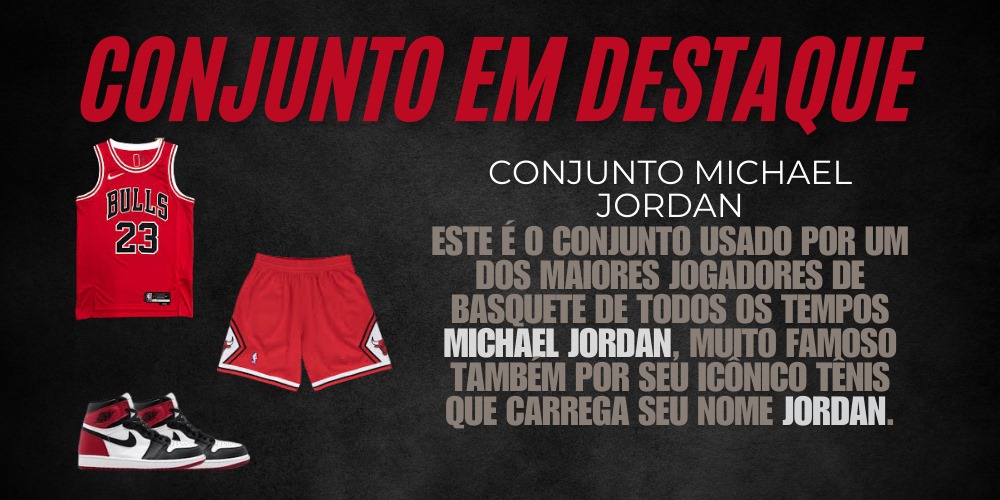 CONJUNTO EM DESTAQUE
BULLS
23
CONJUNTO MICHAEL
JORDAN
ESTE É O CONJUNTO USADO POR UM
DOS MAIORES JOGADORES DE
BASQUETE DE TODOS OS TEMPOS
MICHAEL JORDAN, MUITO FAMOSO
TAMBÉM POR SEU ICÔNICO TÊNIS
QUE CARREGA SEU NOME JORDAN.